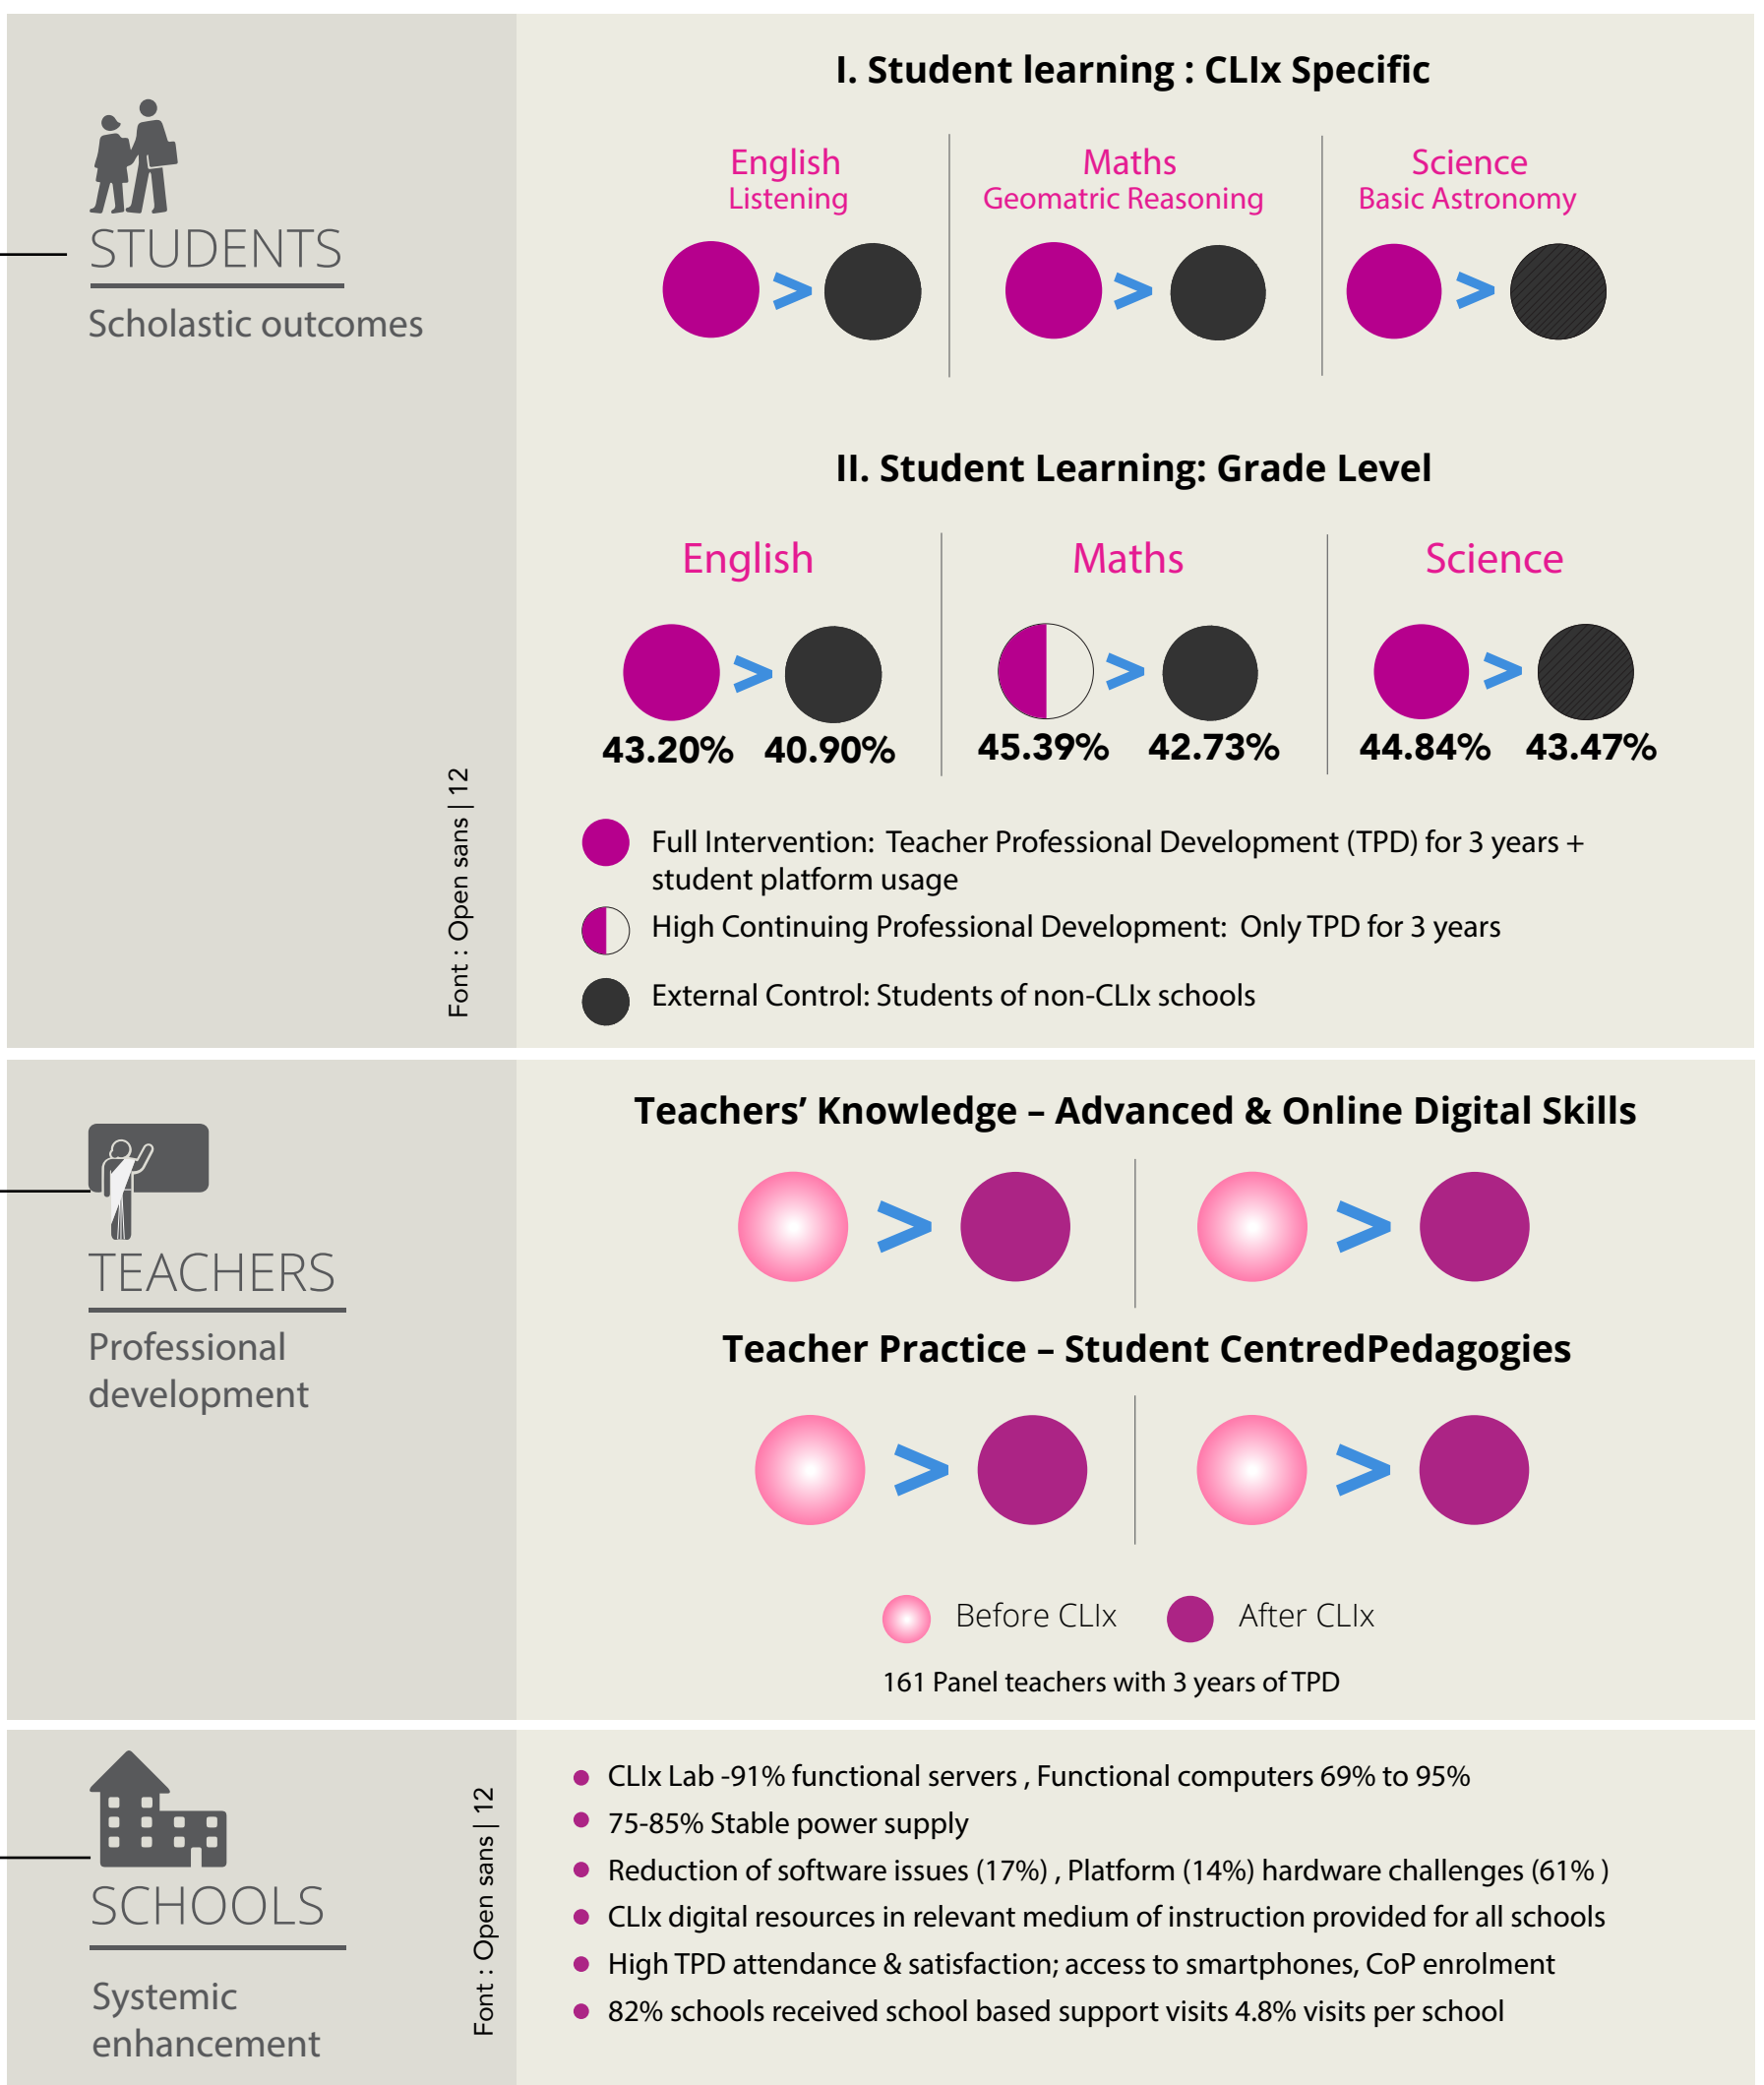 STUDENTS
Scholastic outcomes
Font : Open sans | 12
I. Student learning : CLIx Specific
English
Listening
>
Maths
Geomatric Reasoning
>
Science
Basic Astronomy
>
II. Student Learning: Grade Level
English
>
43.20% 40.90%
Maths
>
45.39% 42.73%
Science
>
44.84% 43.47%
Full Intervention: Teacher Professional Development (TPD) for 3 years +
student platform usage
High Continuing Professional Development: Only TPD for 3 years
External Control: Students of non-CLIx schools
TEACHERS
Professional
development
Teachers’ Knowledge – Advanced & Online Digital Skills
> >
Teacher Practice – Student CentredPedagogies
> >
Before CLIx After CLIx
161 Panel teachers with 3 years of TPD
SCHOOLS
Systemic
enhancement
Font : Open sans | 12
CLIx Lab -91% functional servers , Functional computers 69% to 95%
75-85% Stable power supply
Reduction of software issues (17%) , Platform (14%) hardware challenges (61% )
CLIx digital resources in relevant medium of instruction provided for all schools
High TPD attendance & satisfaction; access to smartphones, CoP enrolment
82% schools received school based support visits 4.8% visits per school